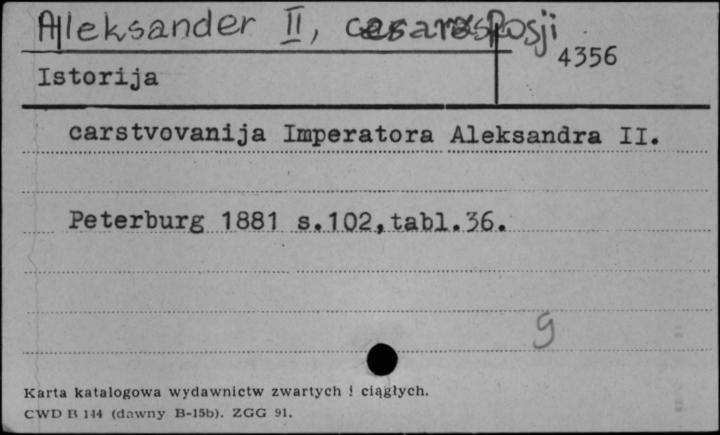 Aleksander II, Rosji
4356
Istorija
carstvovanija Imperatora Aleksandra II.
Peterburg 1881 s.102,tabl.36.
9
Karta katalogowa wydawnictw zwartych i ciągłych.
CWD B 144 (dawny B-15b). ZGG 91.